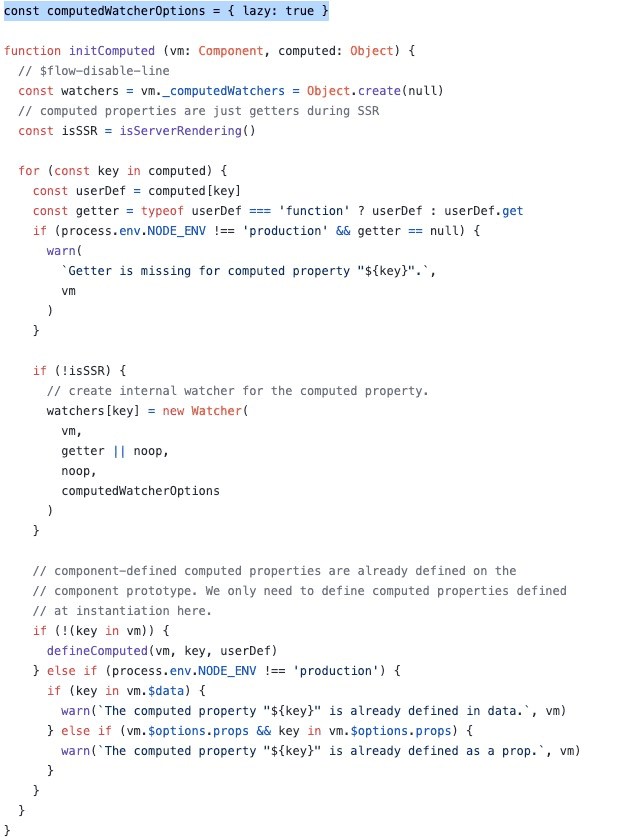 const computedWatcherOptions = { lazy: true }

function initComputed (vm: Component, computed: Object) {
  // $flow-disable-line
  const watchers = vm._computedWatchers = Object.create(null)
  // computed properties are just getters during SSR
  const isSSR = isServerRendering()

  for (const key in computed) {
    const userDef = computed[key]
    const getter = typeof userDef === 'function' ? userDef : userDef.get
    if (process.env.NODE_ENV !== 'production' && getter == null) {
      warn(
        `Getter is missing for computed property "${key}".`,
        vm
      )
    }

    if (!isSSR) {
      // create internal watcher for the computed property.
      watchers[key] = new Watcher(
        vm,
        getter || noop,
        noop,
        computedWatcherOptions
      )
    }

    // component-defined computed properties are already defined on the
    // component prototype. We only need to define computed properties defined
    // at instantiation here.
    if (!(key in vm)) {
      defineComputed(vm, key, userDef)
    } else if (process.env.NODE_ENV !== 'production') {
      if (key in vm.$data) {
        warn(`The computed property "${key}" is already defined in data.`, vm)
      } else if (vm.$options.props && key in vm.$options.props) {
        warn(`The computed property "${key}" is already defined as a prop.`, vm)
      }
    }
  }
}